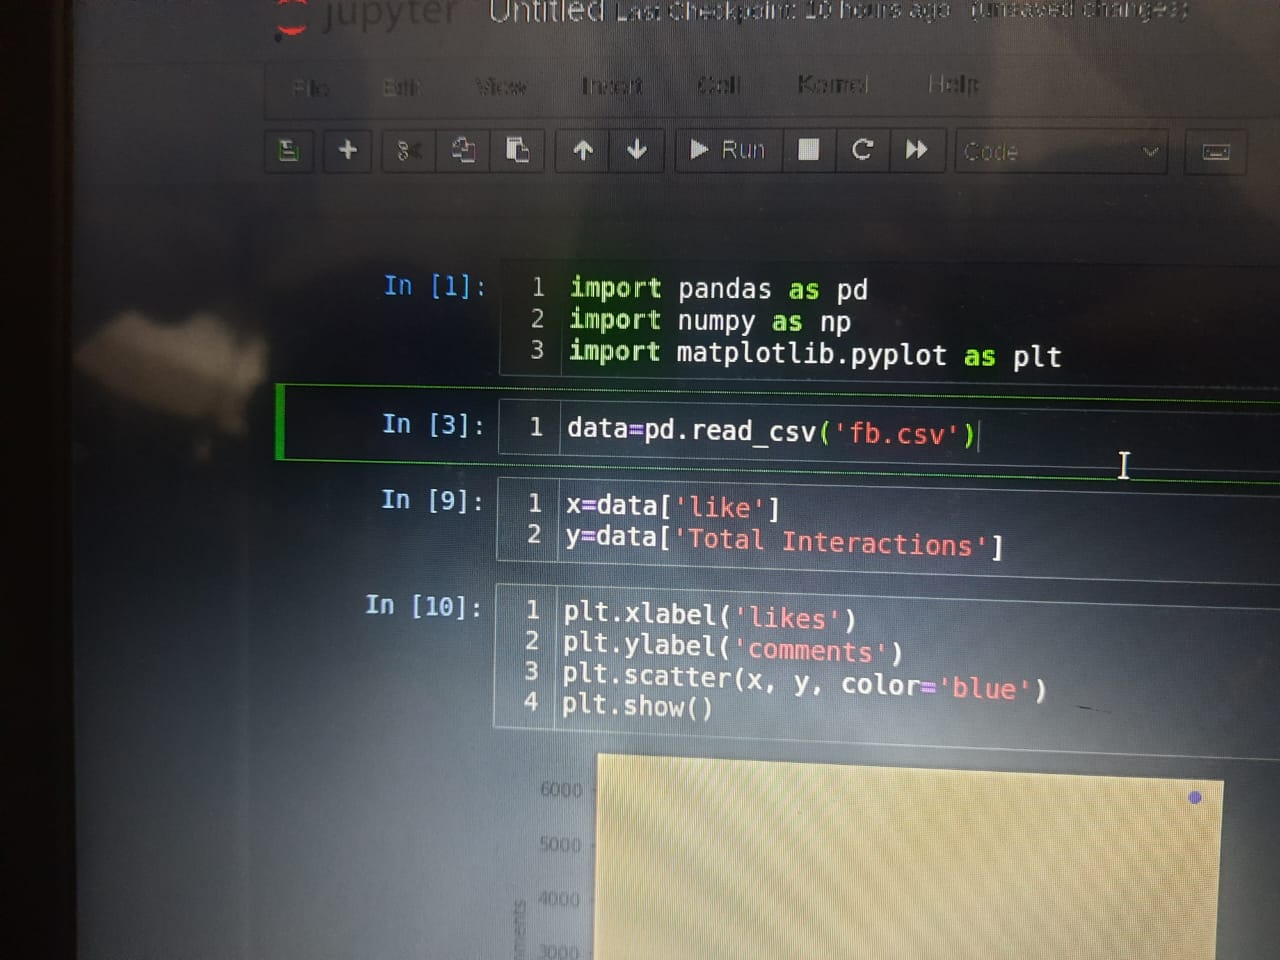 jupyter Untitled Last Checkpoint: 10 hours ago (unsaved changes)
File Edit View Insert Cell Kernel Help
Run Code
In [1]: 1 import pandas as pd
2 import numpy as np
3 import matplotlib.pyplot as plt
In [3]: 1 data=pd.read_csv('fb.csv')
In [9]: 1 x=data['like']
2 y=data['Total Interactions']
In [10]: 1 plt.xlabel('likes')
2 plt.ylabel('comments')
3 plt.scatter(x, y, color='blue')
4 plt.show()
6000
5000
4000
3000